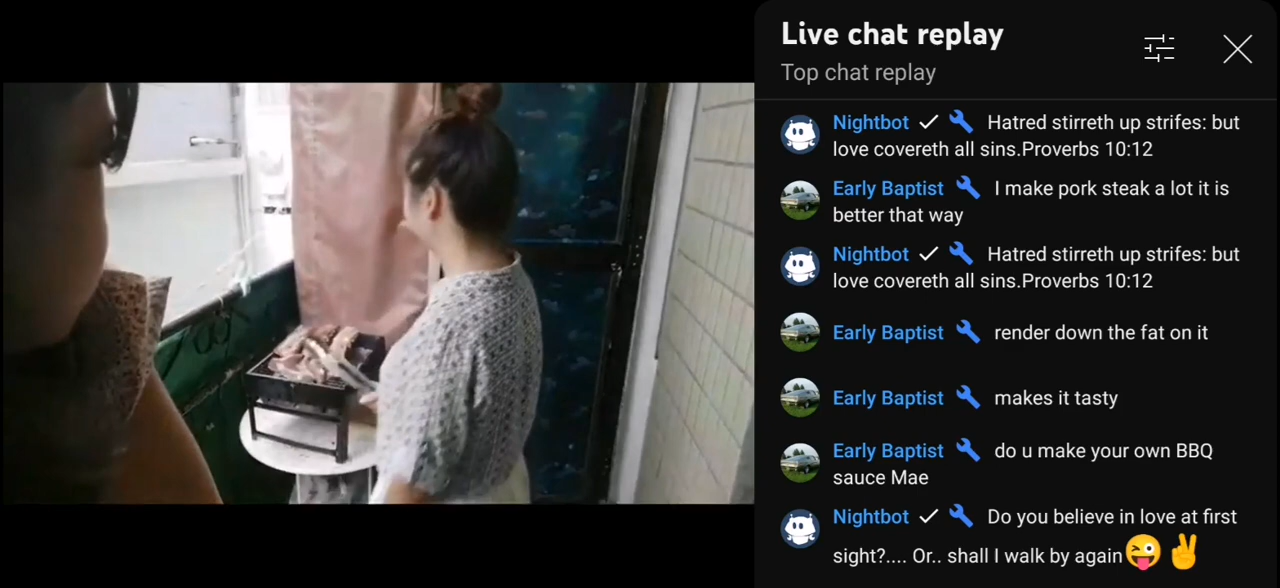 Live chat replay
Top chat replay
Nightbot Hatred stirreth up strifes: but
love covereth all sins.Proverbs 10:12
Early Baptist I make pork steak a lot it is
better that way
Nightbot Hatred stirreth up strifes: but
love covereth all sins.Proverbs 10:12
Early Baptist render down the fat on it
Early Baptist makes it tasty
Early Baptist do u make your own BBQ
sauce Mae
Nightbot Do you believe in love at first
sight?.... Or.. shall I walk by again😜✌️